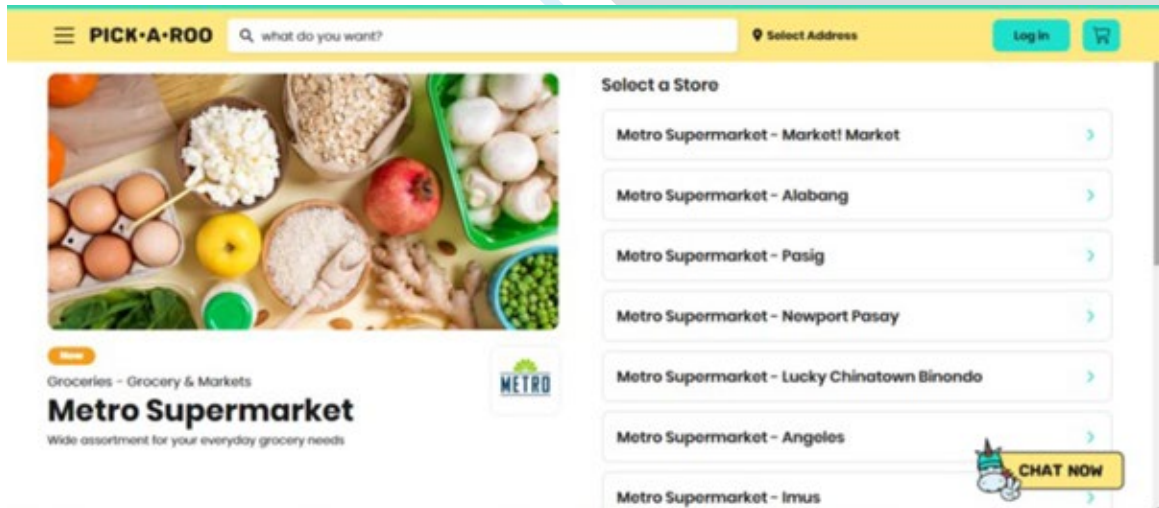 PICK•A•ROO
what do you want?
Select Address
Log in
New
Groceries - Grocery & Markets
METRO
Metro Supermarket
Wide assortment for your everyday grocery needs
Select a Store
Metro Supermarket - Market! Market
Metro Supermarket - Alabang
Metro Supermarket - Pasig
Metro Supermarket - Newport Pasay
Metro Supermarket - Lucky Chinatown Binondo
Metro Supermarket - Angeles
Metro Supermarket - Imus
CHAT NOW